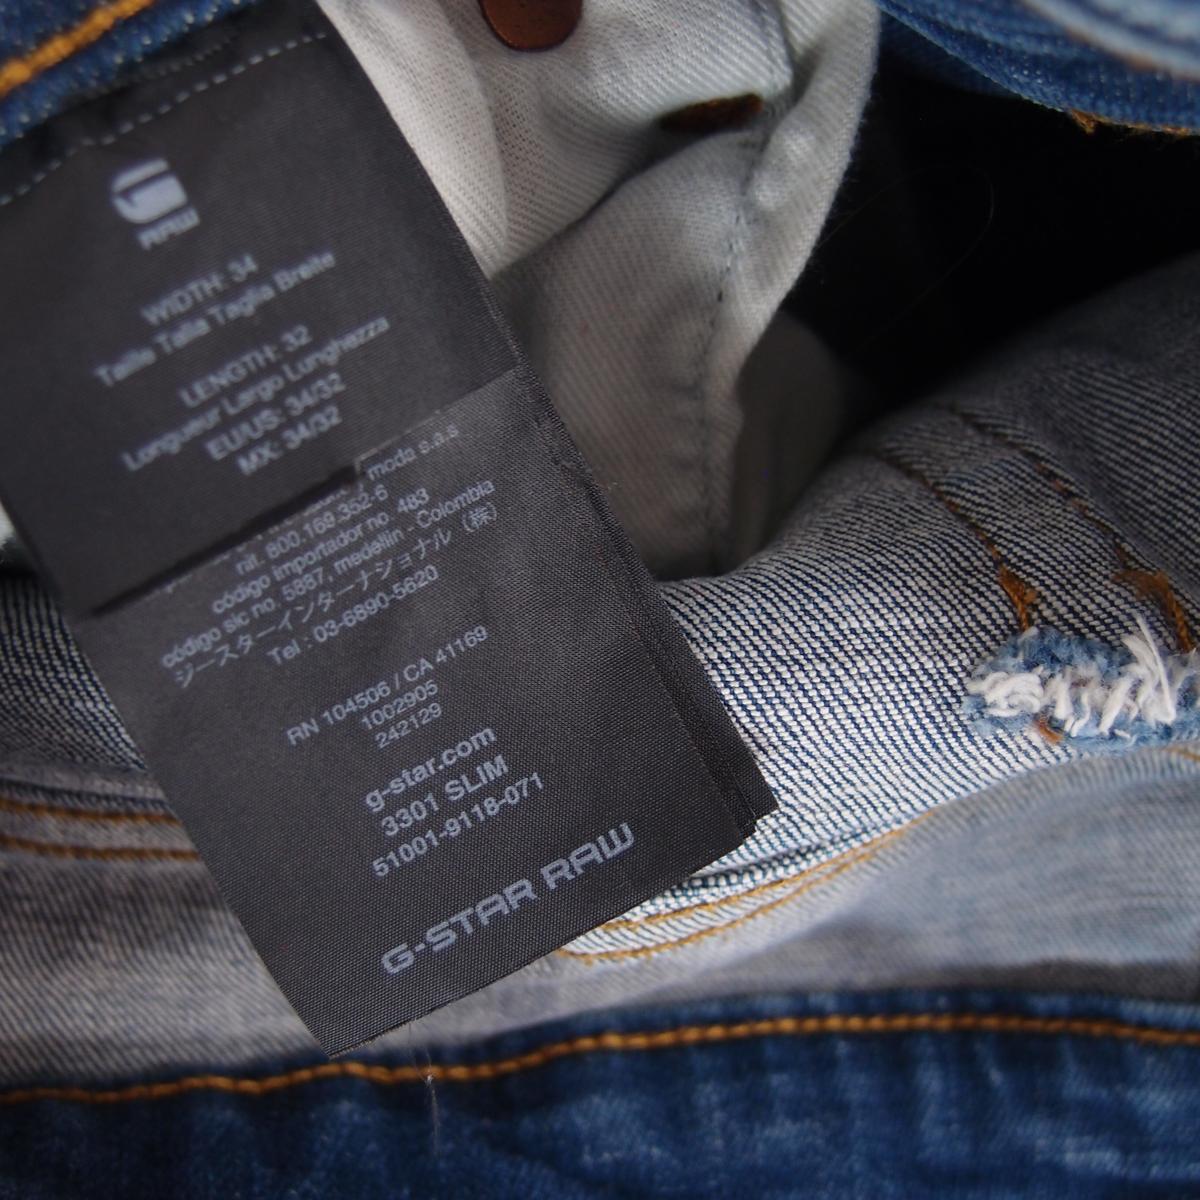 RAW
WIDTH: 34
Taille Talla Taglia Breite
LENGTH: 32
Longueur Largo Lunghezza
EU/US: 34/32
MX: 34/32
moda s.a.s
nit. 800.169.352-6
código importador no. 483
código sic no. 5887, medellin - Colombia
ジースターインターナショナル（株）
Tel : 03-6890-5620
RN 104506 / CA 41169
1002905
242129
g-star.com
3301 SLIM
51001-9118-071
G-STAR RAW